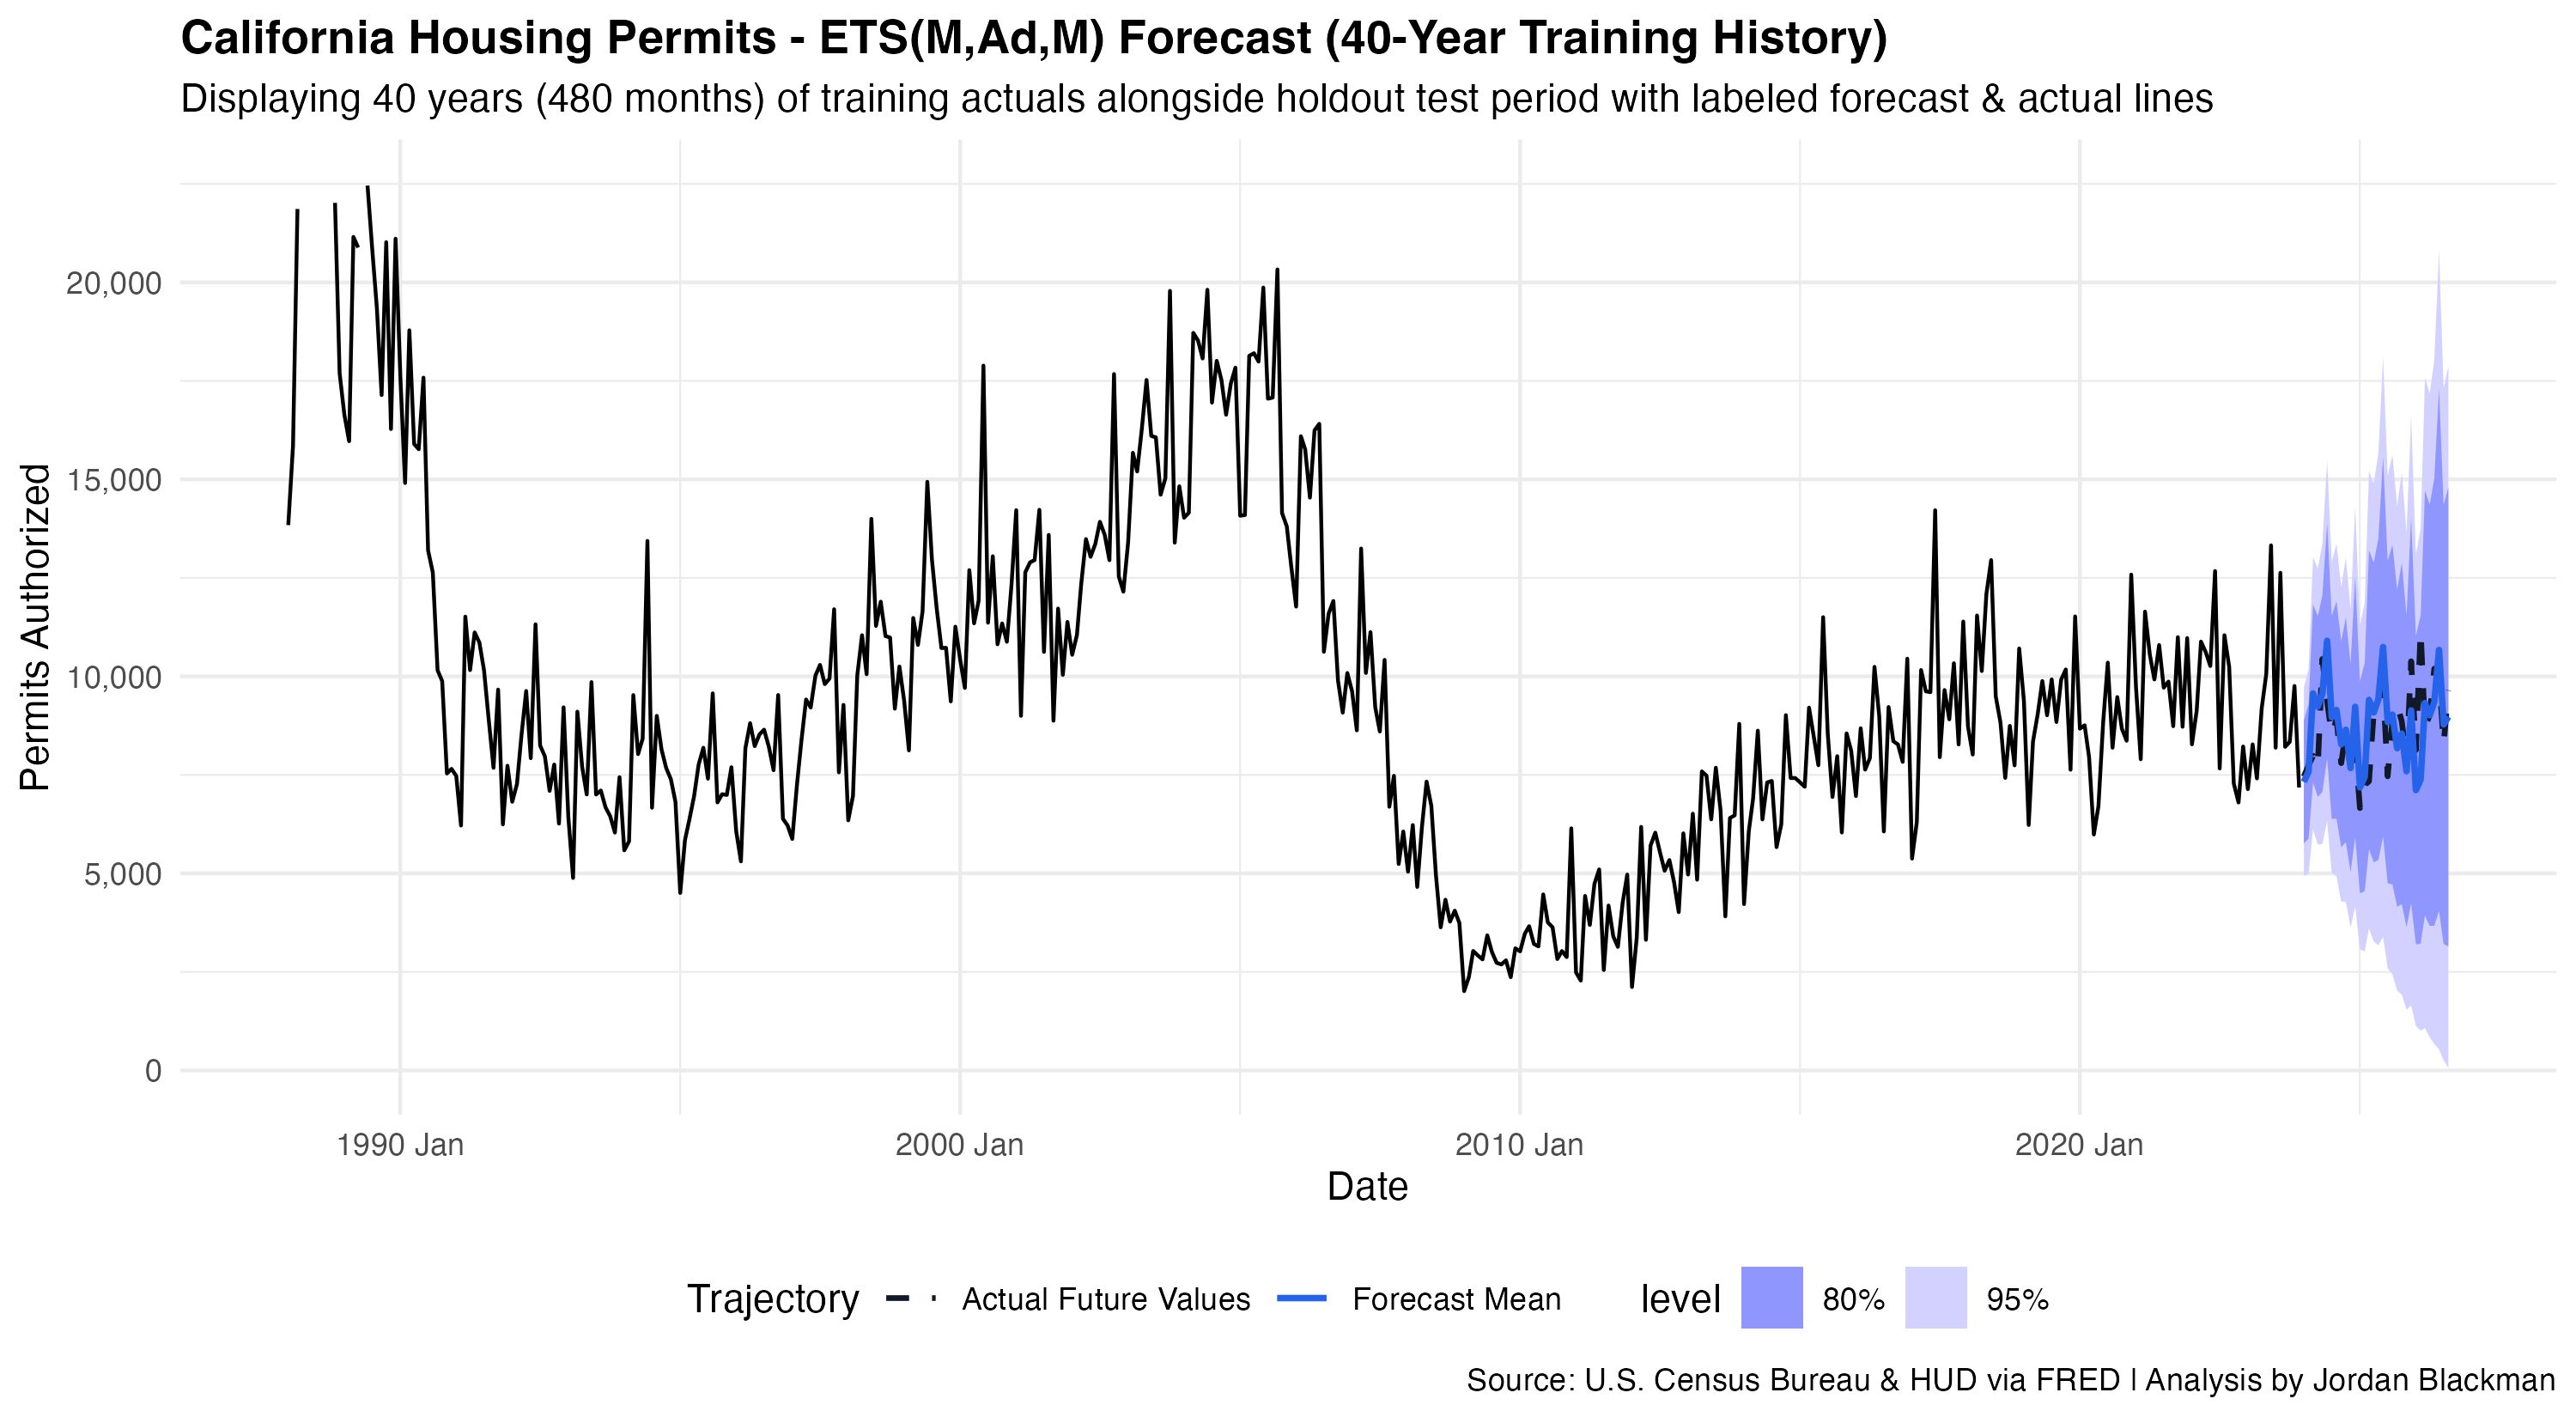 California Housing Permits - ETS(M,Ad,M) Forecast (40-Year Training History)
Displaying 40 years (480 months) of training actuals alongside holdout test period with labeled forecast & actual lines
Permits Authorized
20,000
15,000
10,000
5,000
0
1990 Jan
2000 Jan
2010 Jan
2020 Jan
Date
Trajectory
Actual Future Values
Forecast Mean
level
80%
95%
Source: U.S. Census Bureau & HUD via FRED | Analysis by Jordan Blackman